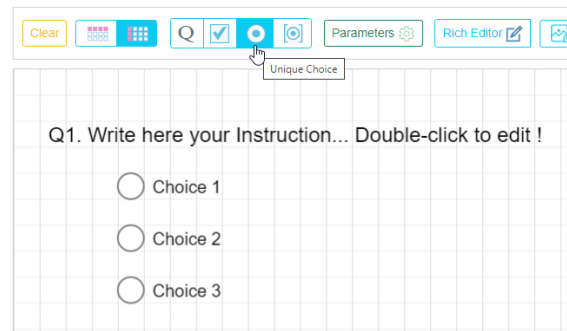 Clear Q Parameters Rich Editor
Unique Choice
Q1. Write here your Instruction... Double-click to edit !
Choice 1
Choice 2
Choice 3